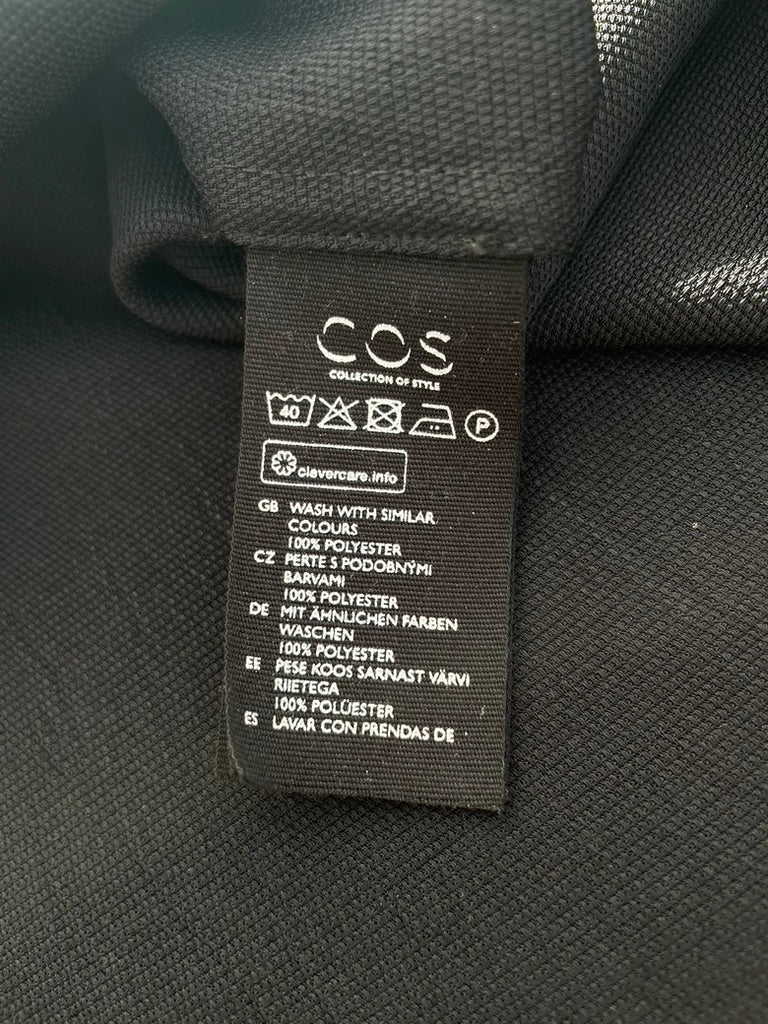 COS
COLLECTION OF STYLE
40
P
clevercare.info
GB WASH WITH SIMILAR
COLOURS
100% POLYESTER
CZ PERTE S PODOBNÝMI
BARVAMI
100% POLYESTER
DE MIT ÄHNLICHEN FARBEN
WASCHEN
100% POLYESTER
EE PESE KOOS SARNAST VÄRVI
RIIETEGA
100% POLÜESTER
ES LAVAR CON PRENDAS DE